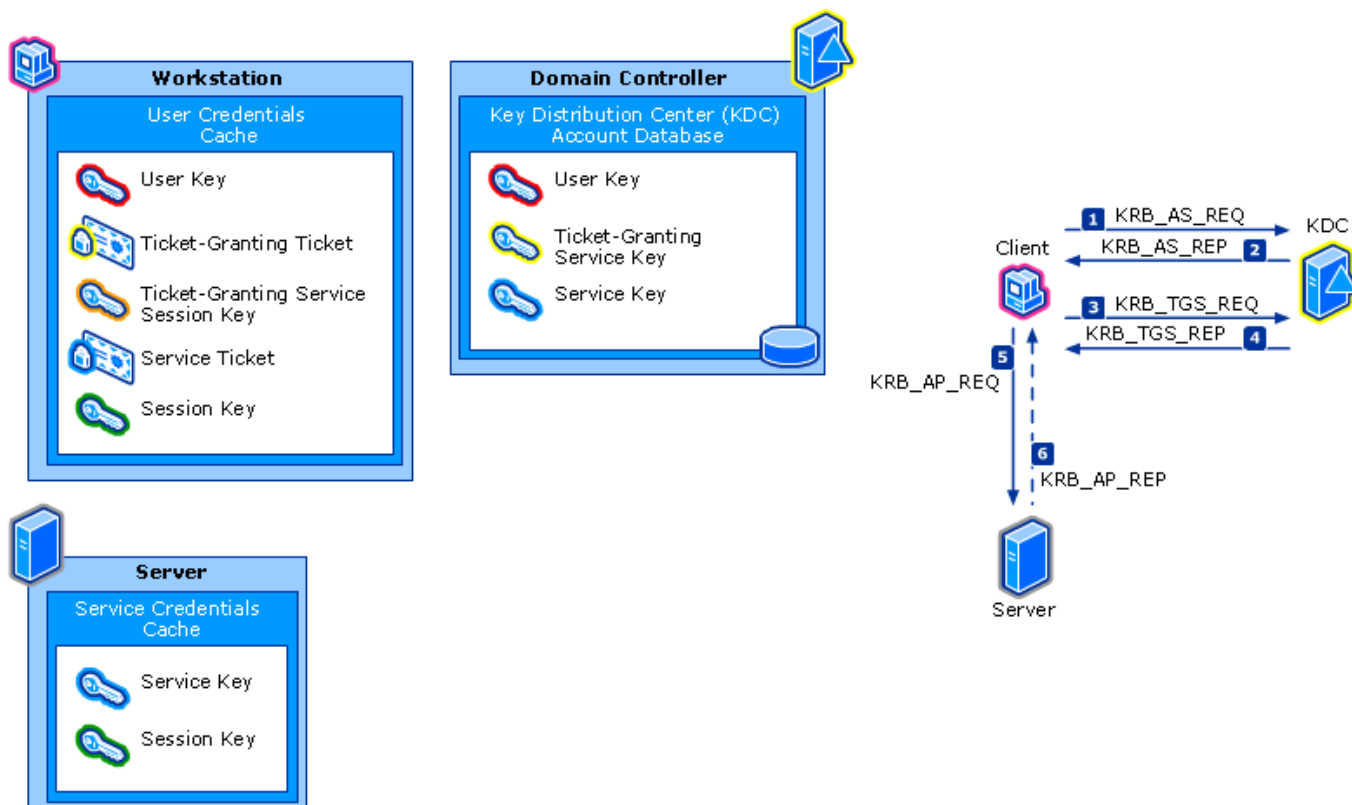 Workstation
User Credentials
Cache
User Key
Ticket-Granting Ticket
Ticket-Granting Service
Session Key
Service Ticket
Session Key
Domain Controller
Key Distribution Center (KDC)
Account Database
User Key
Ticket-Granting
Service Key
Service Key
Server
Service Credentials
Cache
Service Key
Session Key
1 KRB_AS_REQ
KDC
Client
KRB_AS_REP 2
3 KRB_TGS_REQ
KRB_TGS_REP 4
5
KRB_AP_REQ
6
KRB_AP_REP
Server